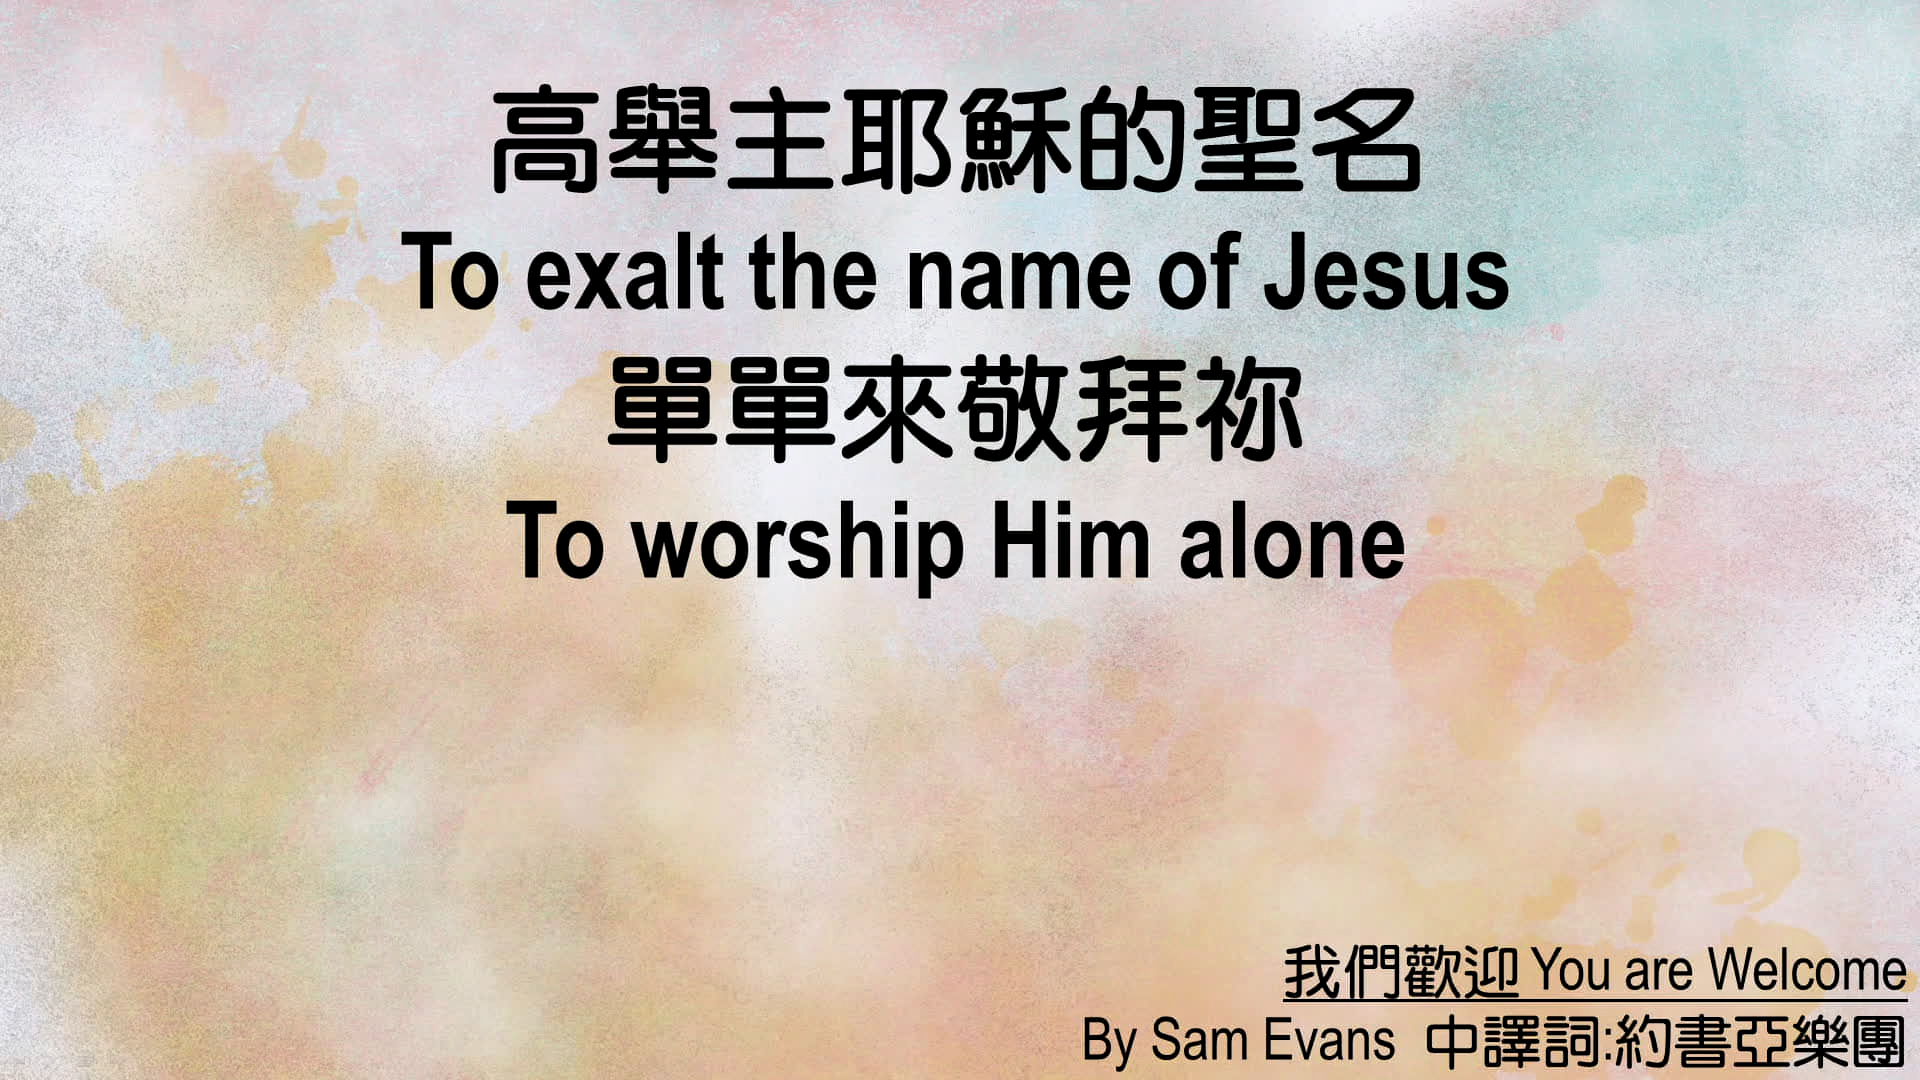 高舉主耶穌的聖名
To exalt the name of Jesus
單單來敬拜祢
To worship Him alone
我們歡迎 You are Welcome
By Sam Evans 中譯詞:約書亞樂團